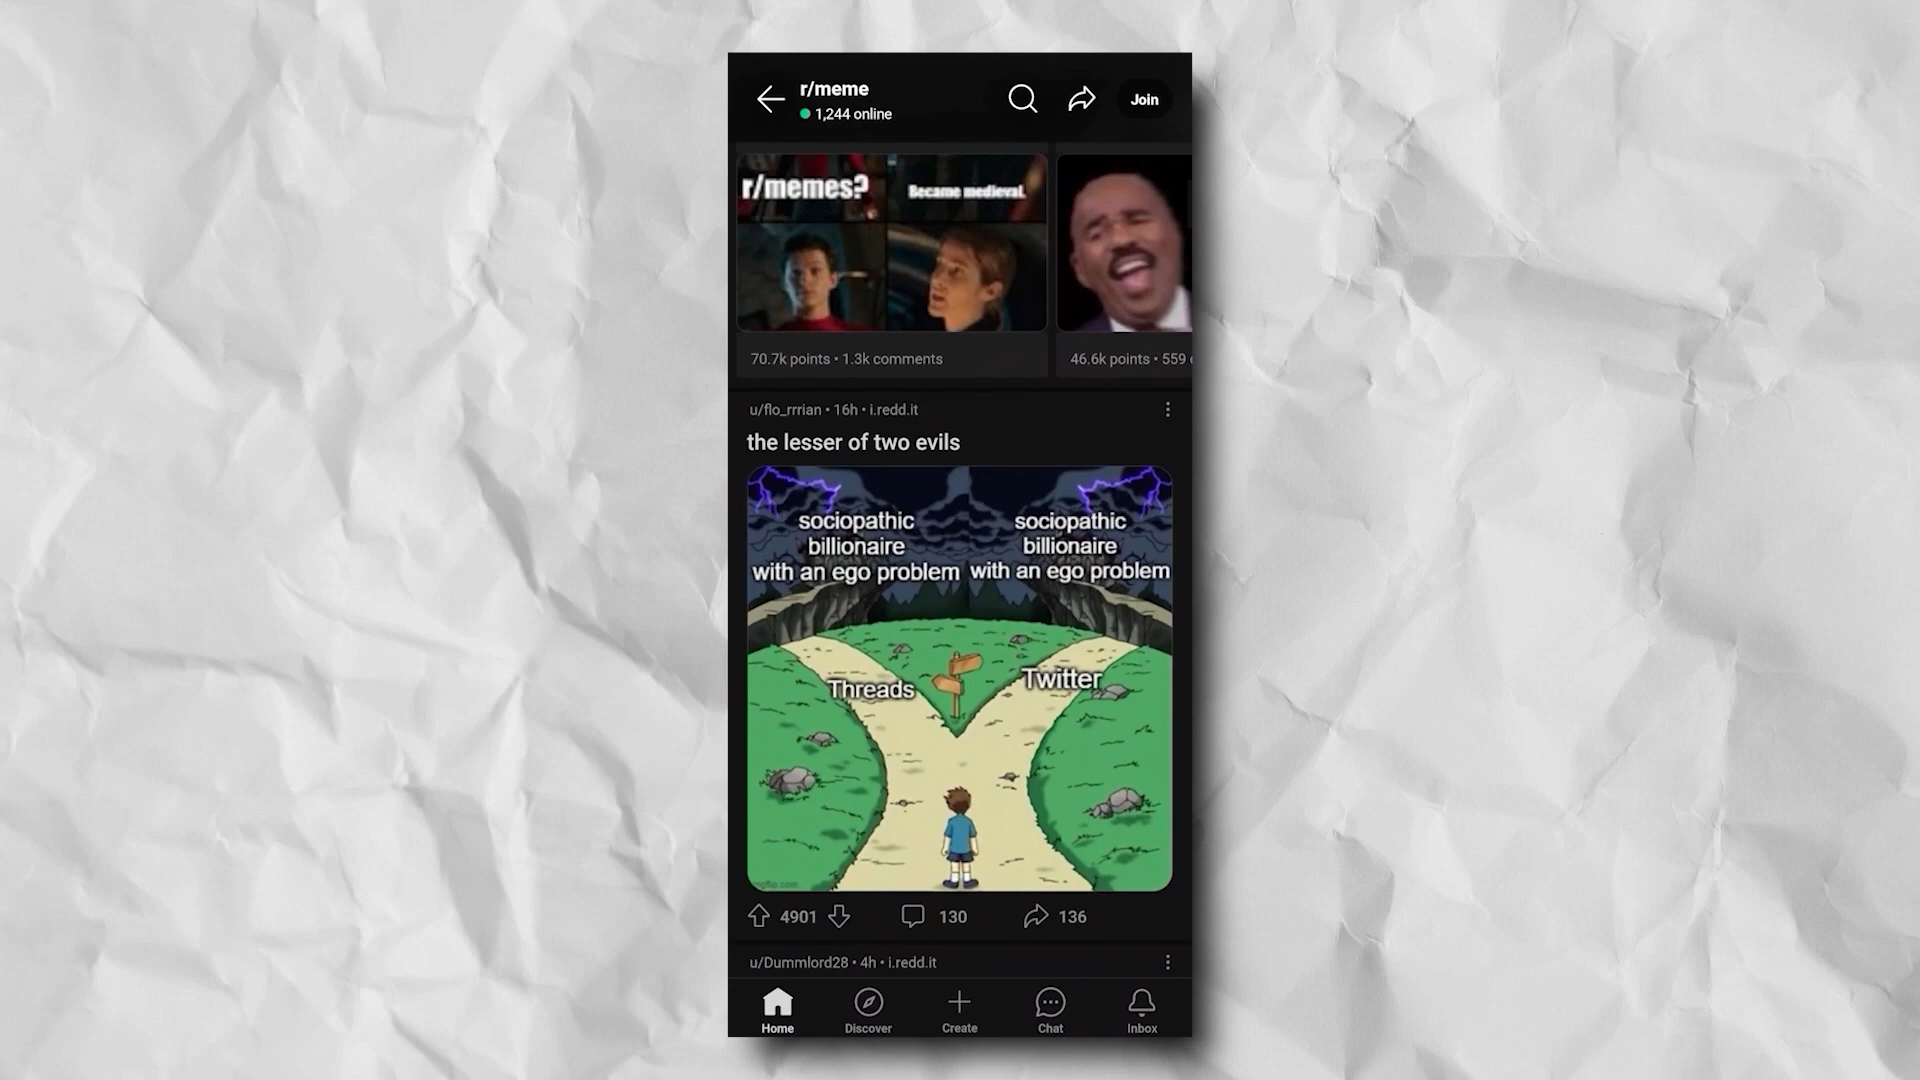 r/meme
1,244 online
Join
r/memes?
Became medieval.
70.7k points • 1.3k comments
46.6k points • 559
u/flo_rrrian • 16h • i.redd.it
the lesser of two evils
sociopathic
billionaire
with an ego problem
sociopathic
billionaire
with an ego problem
Threads
Twitter
imgflip.com
4901
130
136
u/Dummlord28 • 4h • i.redd.it
Home
Discover
Create
Chat
Inbox